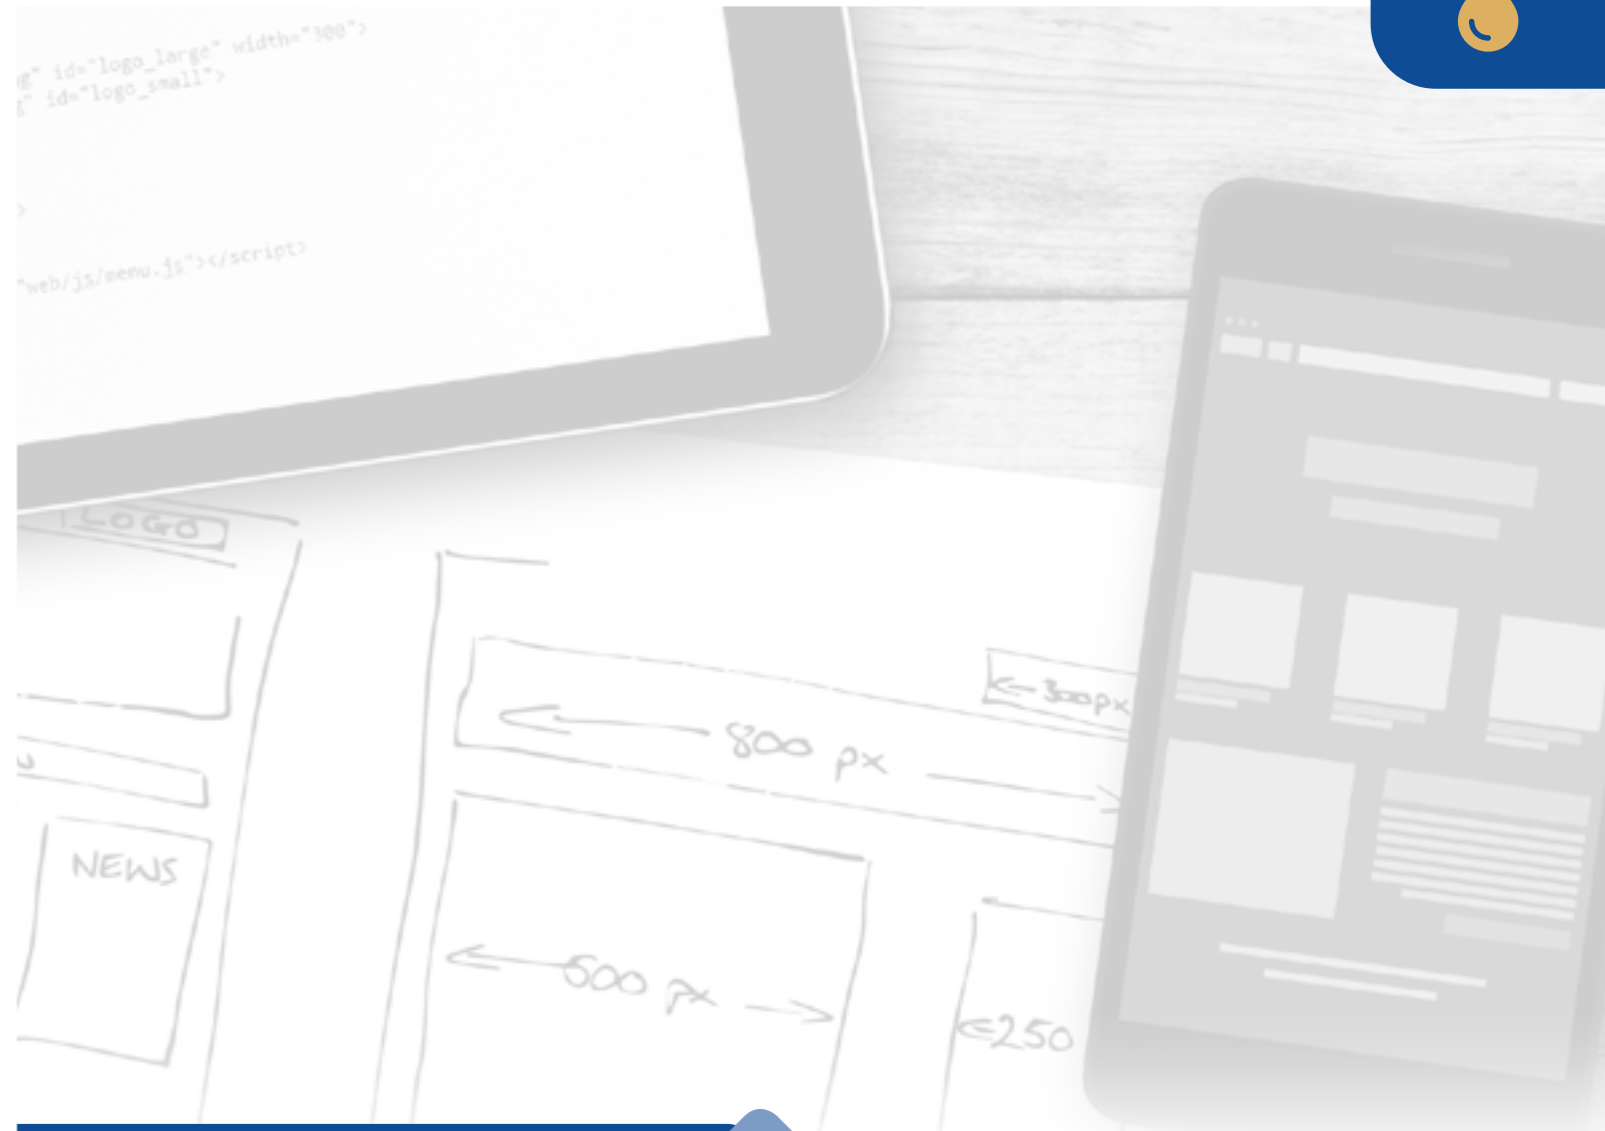 id="logo_large" width="300">
id="logo_small">
>
"web/js/menu.js"></script>
LOGO
300px
800 px
NEWS
500 px
250